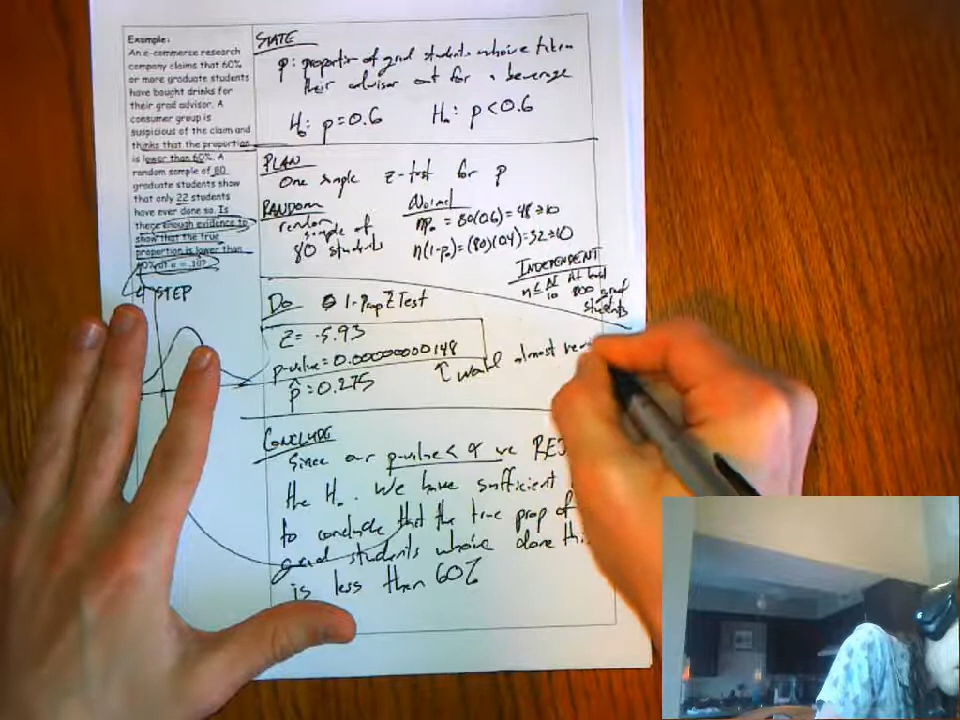 Example:
An e-commerce research
company claims that 60%
or more graduate students
have bought drinks for
their grad advisor. A
consumer group is
suspicious of the claim and
thinks that the proportion
is lower than 60%. A
random sample of 80
graduate students show
that only 22 students
have ever done so. Is
there enough evidence to
show that the true
proportion is lower than
60% at α = .10?
4 STEP
STATE
p: proportion of grad students who've taken
their advisor out for a beverage
H₀: p = 0.6 Hₐ: p < 0.6
PLAN
One sample z-test for p
RANDOM
random
sample of
80 students
Normal
np₀ = 80(0.6) = 48 ≥ 10
n(1-p₀) = (80)(0.4) = 32 ≥ 10
INDEPENDENT
n ≤ At least
10 800 grad
students
Do 1-PropZTest
Z = -5.93
p-value = 0.00000000148
p̂ = 0.275
↑ would almost
CONCLUDE
Since our p-value < α we
the H₀. We have sufficient
to conclude that the true prop of
grad students who've done
is less than 60%